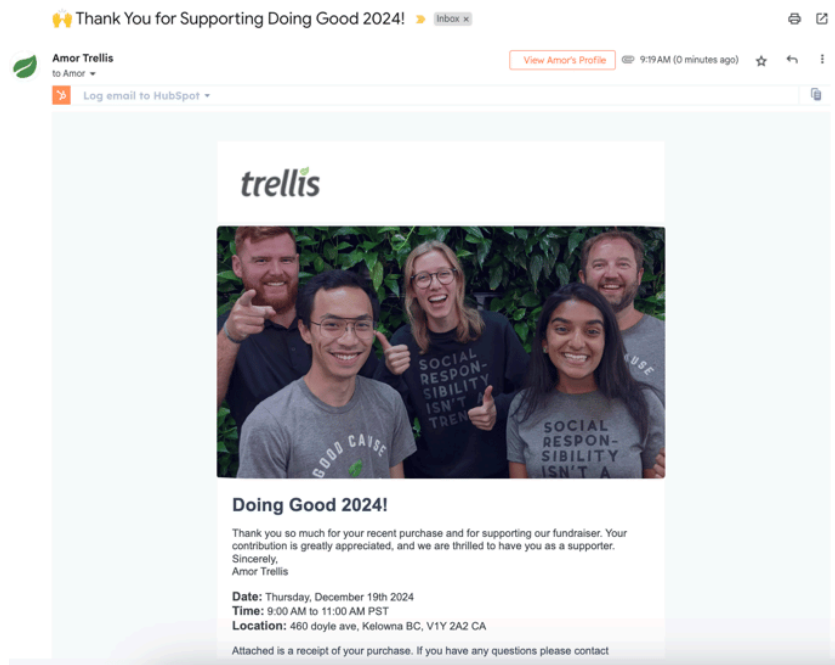 🙌 Thank You for Supporting Doing Good 2024! Inbox ×
Amor Trellis
View Amor's Profile
9:19 AM (0 minutes ago)
to Amor
Log email to HubSpot
trellis
SOCIAL
RESPON-
SIBILITY
ISN'T A
TREN
GOOD CAUSE
USE
SOCIAL
RESPON-
SIBILITY
ISN'T A
Doing Good 2024!
Thank you so much for your recent purchase and for supporting our fundraiser. Your
contribution is greatly appreciated, and we are thrilled to have you as a supporter.
Sincerely,
Amor Trellis
Date: Thursday, December 19th 2024
Time: 9:00 AM to 11:00 AM PST
Location: 460 doyle ave, Kelowna BC, V1Y 2A2 CA
Attached is a receipt of your purchase. If you have any questions please contact